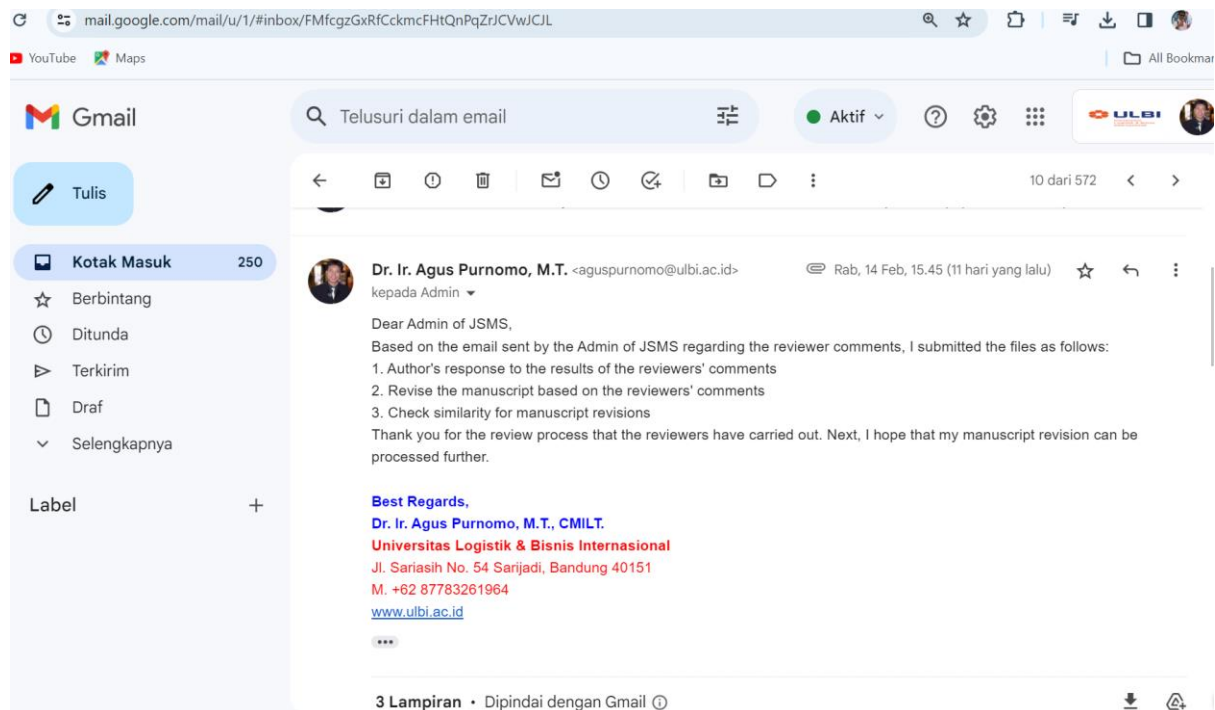 mail.google.com/mail/u/1/#inbox/FMfcgzGxRfCckmcFHtQnPqZrJCVwJCJL
YouTube Maps All Bookmar
Gmail
Telusuri dalam email
Aktif
ULBI
Tulis
10 dari 572
Kotak Masuk 250
Berbintang
Ditunda
Terkirim
Draf
Selengkapnya
Label
Dr. Ir. Agus Purnomo, M.T. <aguspurnomo@ulbi.ac.id> Rab, 14 Feb, 15.45 (11 hari yang lalu)
kepada Admin
Dear Admin of JSMS,
Based on the email sent by the Admin of JSMS regarding the reviewer comments, I submitted the files as follows:
1. Author's response to the results of the reviewers' comments
2. Revise the manuscript based on the reviewers' comments
3. Check similarity for manuscript revisions
Thank you for the review process that the reviewers have carried out. Next, I hope that my manuscript revision can be
processed further.
Best Regards,
Dr. Ir. Agus Purnomo, M.T., CMILT.
Universitas Logistik & Bisnis Internasional
Jl. Sariasih No. 54 Sarijadi, Bandung 40151
M. +62 87783261964
www.ulbi.ac.id
3 Lampiran • Dipindai dengan Gmail